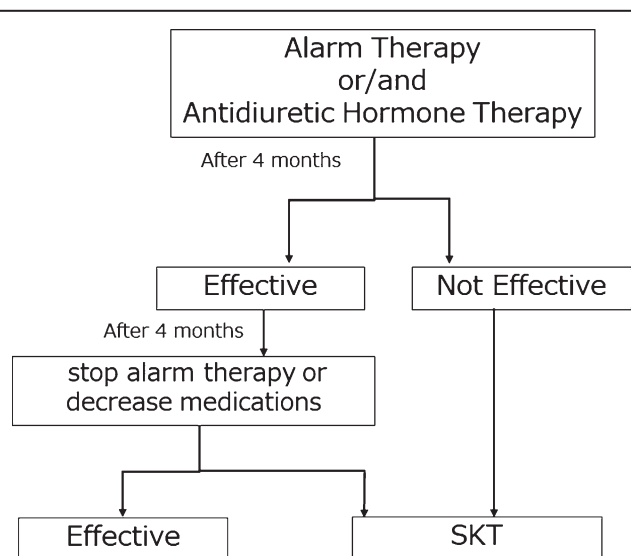 Alarm Therapy
or/and
Antidiuretic Hormone Therapy
After 4 months
Effective
Not Effective
After 4 months
stop alarm therapy or
decrease medications
Effective
SKT